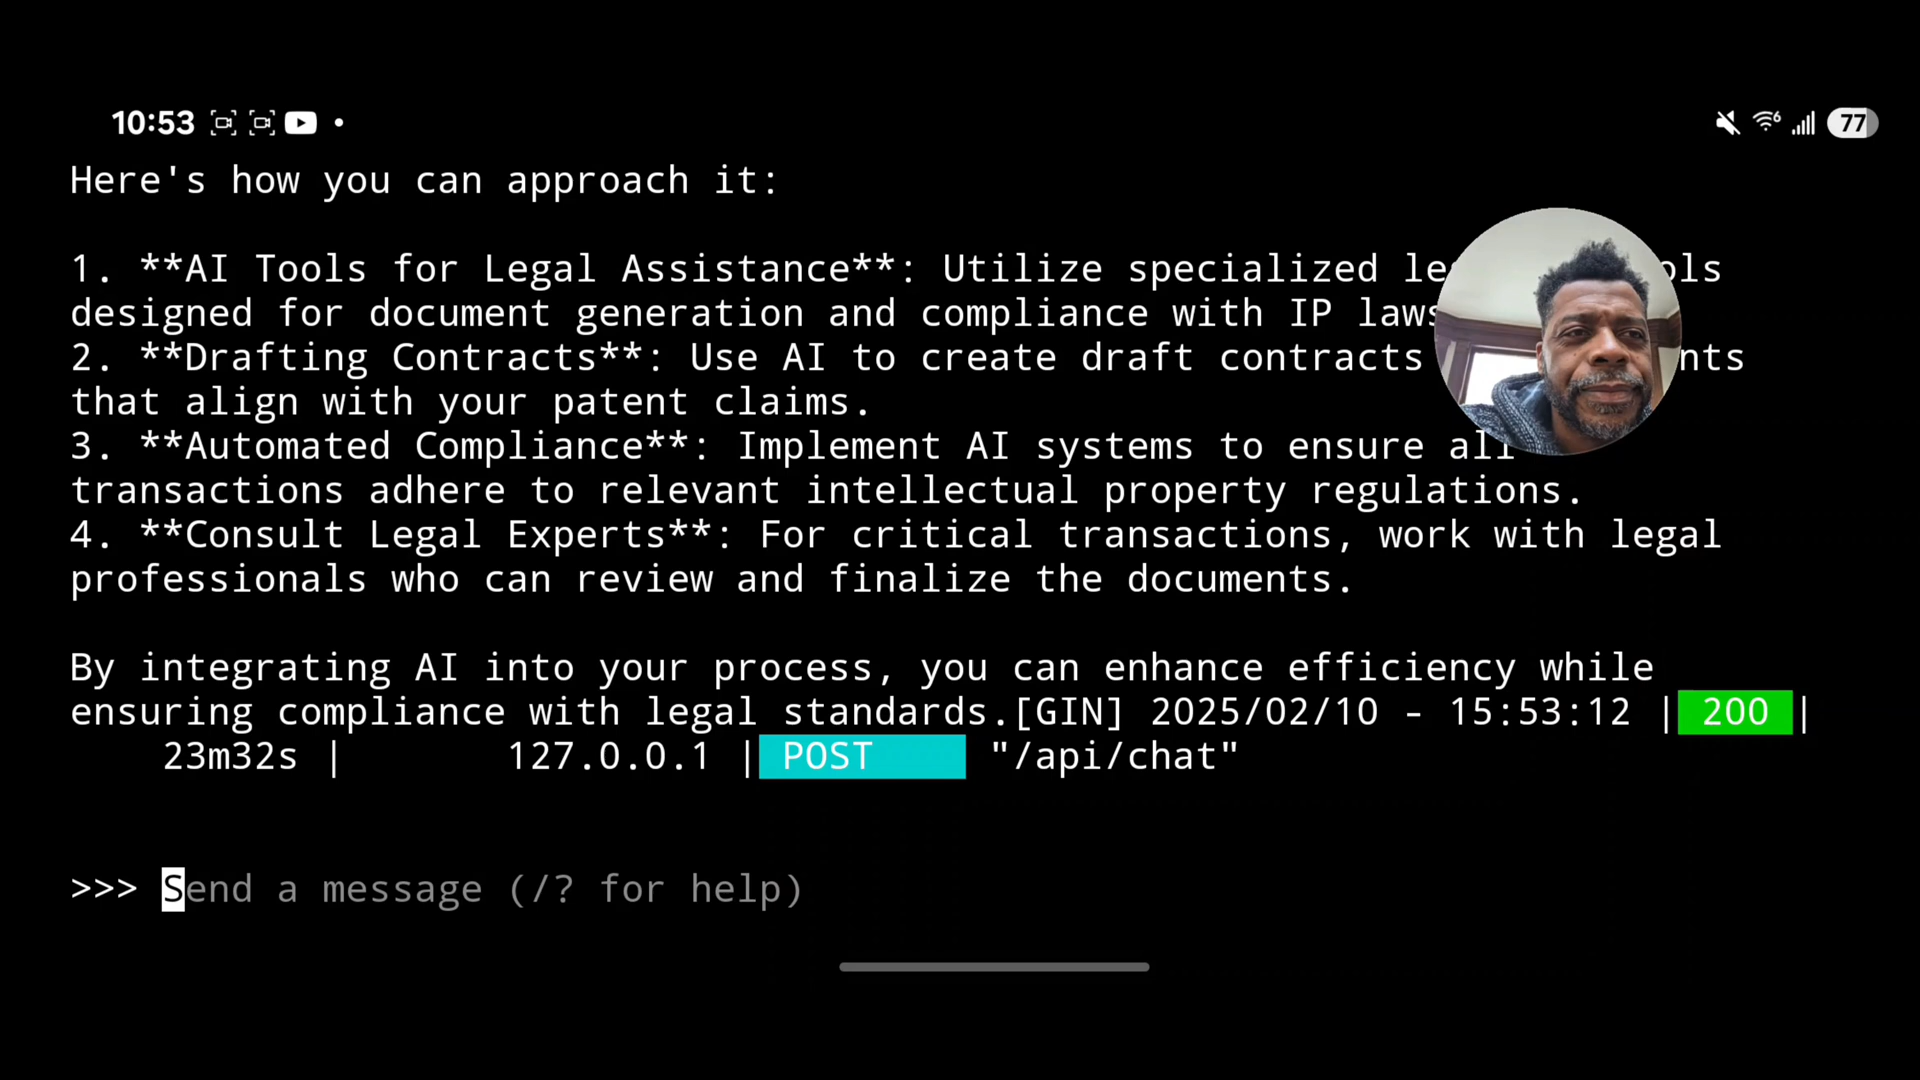 10:53 77
Here's how you can approach it:
1. **AI Tools for Legal Assistance**: Utilize specialized
designed for document generation and compliance with IP laws
2. **Drafting Contracts**: Use AI to create draft contracts
that align with your patent claims.
3. **Automated Compliance**: Implement AI systems to ensure all
transactions adhere to relevant intellectual property regulations.
4. **Consult Legal Experts**: For critical transactions, work with legal
professionals who can review and finalize the documents.
By integrating AI into your process, you can enhance efficiency while
ensuring compliance with legal standards.[GIN] 2025/02/10 - 15:53:12 | 200 |
23m32s | 127.0.0.1 | POST "/api/chat"
>>> Send a message (/? for help)